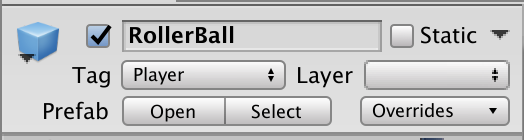 RollerBall Static
Tag Player Layer
Prefab Open Select Overrides